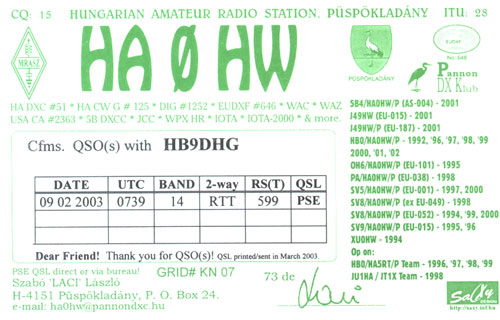 CQ: 15 HUNGARIAN AMATEUR RADIO STATION, PÜSPÖKLADÁNY ITU: 28
HA Ø HW
MRASZ
PÜSPÖKLADÁNY
No: 646
Pannon
DX Klub
HA DXC #51 * HA CW G # 125 * DIG # 1252 * EUDXF #646 * WAC * WAZ
USA CA #2363 * 5B DXCC * JCC * WPX HR * IOTA * IOTA-2000 * & more.
5B4/HA0HW/P (AS-004) - 2001
J49HW (EU-015) - 2001
J49HW/P (EU-187) - 2001
HB0/HA0HW/P - 1992, '96, '97, '98, '99
2000, '01, '02
OH6/HA0HW/P (EU-101) - 1995
PA/HA0HW/P (EU-038) - 1998
SV5/HA0HW/P (EU-001) - 1997, 2000
SV8/HA0HW/P (ex EU-049) - 1998
SV8/HA0HW/P (EU-052) - 1994, '99, 2000
SV9/HA0HW/P (EU-015) - 1995, '96
XU0HW - 1994
Op on:
HB0/HA5RT/P Team - 1996, '97, '98, '99
JU1HA / JT1X Team - 1998
Cfms. QSO(s) with HB9DHG
DATE UTC BAND 2-way RS(T) QSL
09 02 2003 0739 14 RTT 599 PSE
Dear Friend! Thank you for QSO(s)! QSL printed/sent in March 2003.
PSE QSL direct or via bureau! GRID# KN 07 73 de
Szabó 'LACI' László
H-4151 Püspökladány, P. O. Box 24.
e-mail: ha0hw@pannondxc.hu
Laci